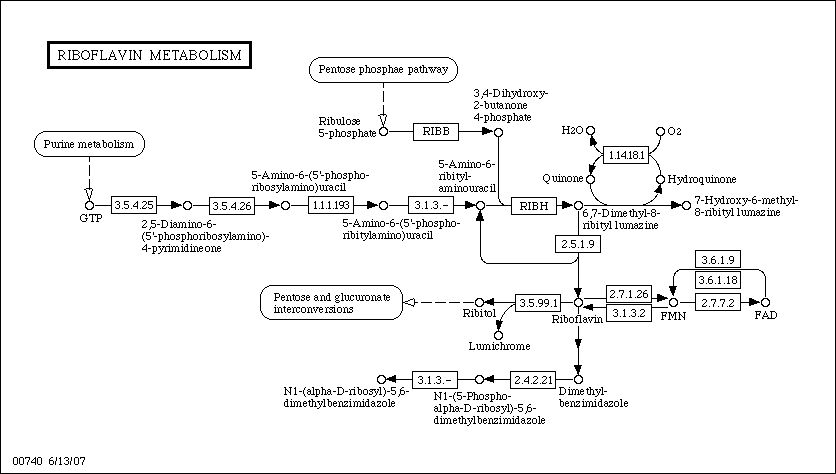 RIBOFLAVIN METABOLISM
Pentose phosphae pathway
3,4-Dihydroxy-
2-butanone
4-phosphate
Ribulose
5-phosphate
RIBB
H2O
O2
1.14.18.1
Purine metabolism
5-Amino-6-(5'-phospho-
ribosylamino)uracil
5-Amino-6-
ribityl-
aminouracil
Quinone
Hydroquinone
GTP
3.5.4.25
3.5.4.26
1.1.1.193
3.1.3.-
RIBH
7-Hydroxy-6-methyl-
8-ribityl lumazine
2,5-Diamino-6-
(5'-phosphoribosylamino)-
4-pyrimidineone
5-Amino-6-(5'-phospho-
ribitylamino)uracil
6,7-Dimethyl-8-
ribityl lumazine
2.5.1.9
3.6.1.9
3.6.1.18
Pentose and glucuronate
interconversions
Ribitol
3.5.99.1
Riboflavin
2.7.1.26
3.1.3.2
FMN
2.7.7.2
FAD
Lumichrome
3.1.3.-
2.4.2.21
N1-(alpha-D-ribosyl)-5,6-
dimethylbenzimidazole
N1-(5-Phospho-
alpha-D-ribosyl)-5,6-
dimethylbenzimidazole
Dimethyl-
benzimidazole
00740 6/13/07